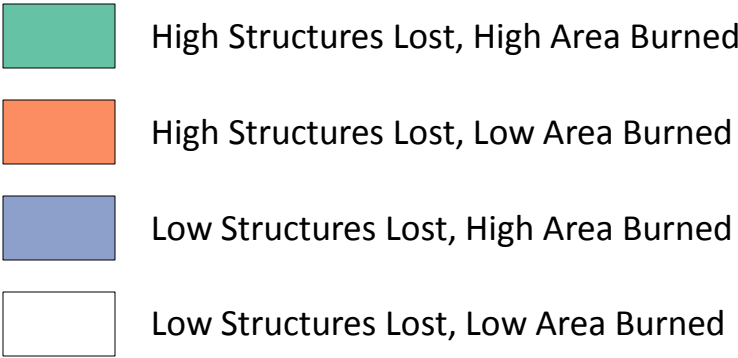 High Structures Lost, High Area Burned
High Structures Lost, Low Area Burned
Low Structures Lost, High Area Burned
Low Structures Lost, Low Area Burned